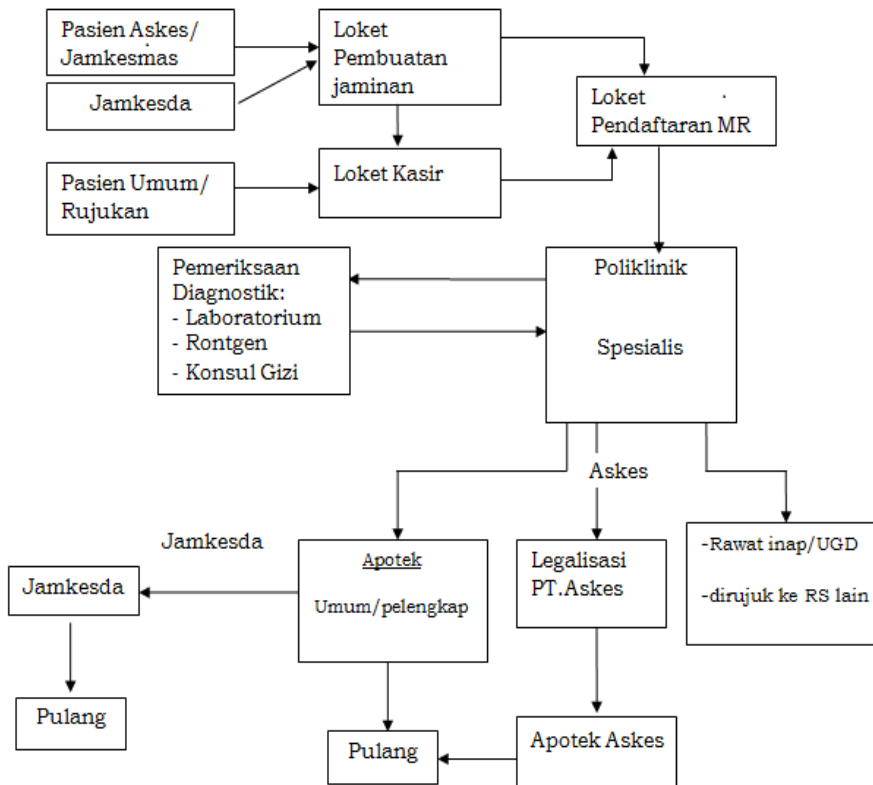 Pasien Askes/
Jamkesmas
Jamkesda
Loket
Pembuatan
jaminan
Loket
Pendaftaran MR
Pasien Umum/
Rujukan
Loket Kasir
Pemeriksaan
Diagnostik:
- Laboratorium
- Rontgen
- Konsul Gizi
Poliklinik
Spesialis
Askes
Jamkesda
Jamkesda
Apotek
Umum/pelengkap
Legalisasi
PT.Askes
-Rawat inap/UGD
-dirujuk ke RS lain
Pulang
Pulang
Apotek Askes